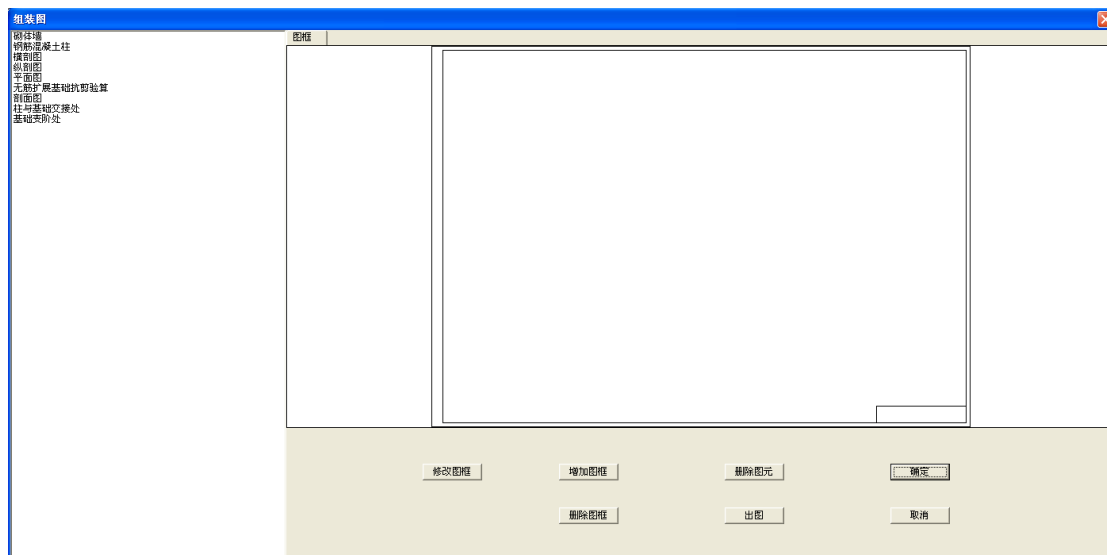 组装图
砌体墙
钢筋混凝土柱
横剖图
纵剖图
平面图
无筋扩展基础抗剪验算
剖面图
柱与基础交接处
基础变阶处
图框
修改图框
增加图框
删除图元
确定
删除图框
出图
取消